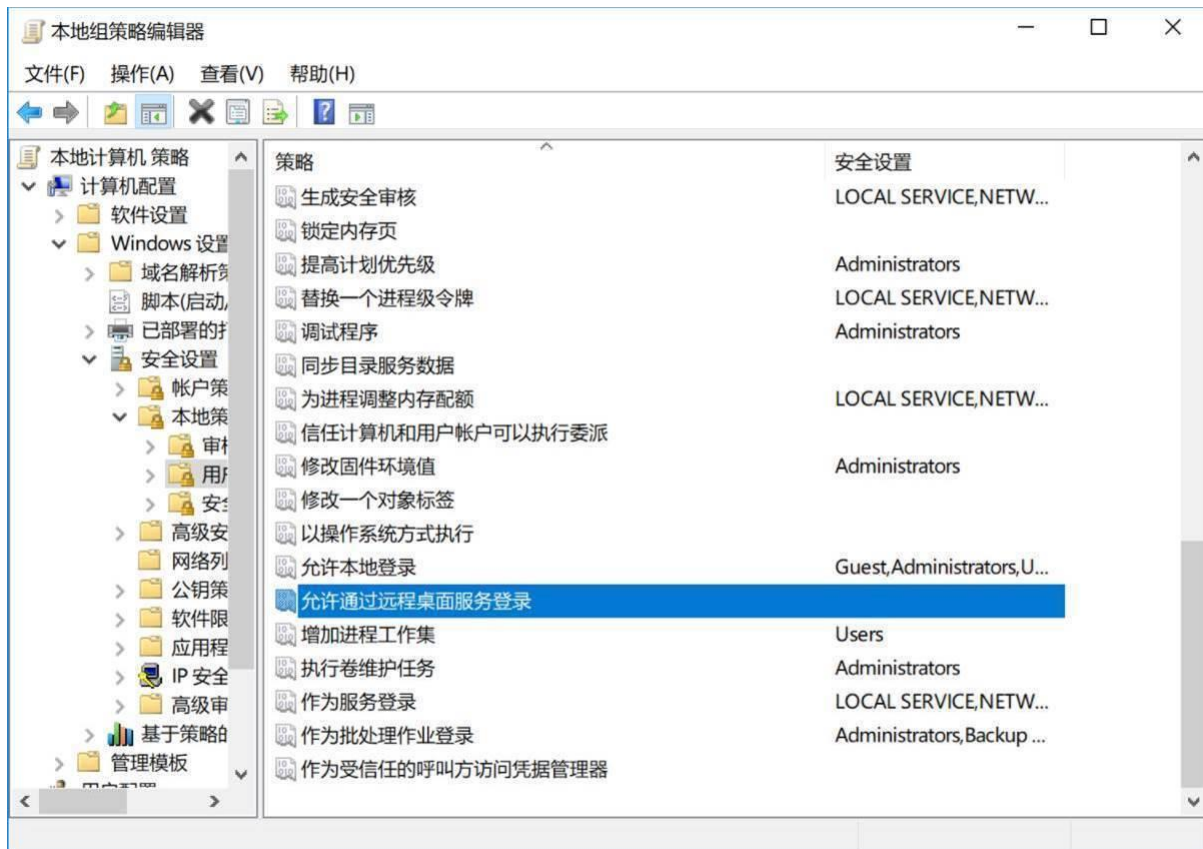 本地组策略编辑器
文件(F) 操作(A) 查看(V) 帮助(H)
本地计算机 策略
计算机配置
软件设置
Windows 设置
域名解析策
脚本(启动/
已部署的打
安全设置
帐户策
本地策
审核
用户
安全
高级安
网络列
公钥策
软件限
应用程
IP 安全
高级审
基于策略的
管理模板
用户配置
策略 安全设置
生成安全审核 LOCAL SERVICE,NETW...
锁定内存页
提高计划优先级 Administrators
替换一个进程级令牌 LOCAL SERVICE,NETW...
调试程序 Administrators
同步目录服务数据
为进程调整内存配额 LOCAL SERVICE,NETW...
信任计算机和用户帐户可以执行委派
修改固件环境值 Administrators
修改一个对象标签
以操作系统方式执行
允许本地登录 Guest,Administrators,U...
允许通过远程桌面服务登录
增加进程工作集 Users
执行卷维护任务 Administrators
作为服务登录 LOCAL SERVICE,NETW...
作为批处理作业登录 Administrators,Backup ...
作为受信任的呼叫方访问凭据管理器